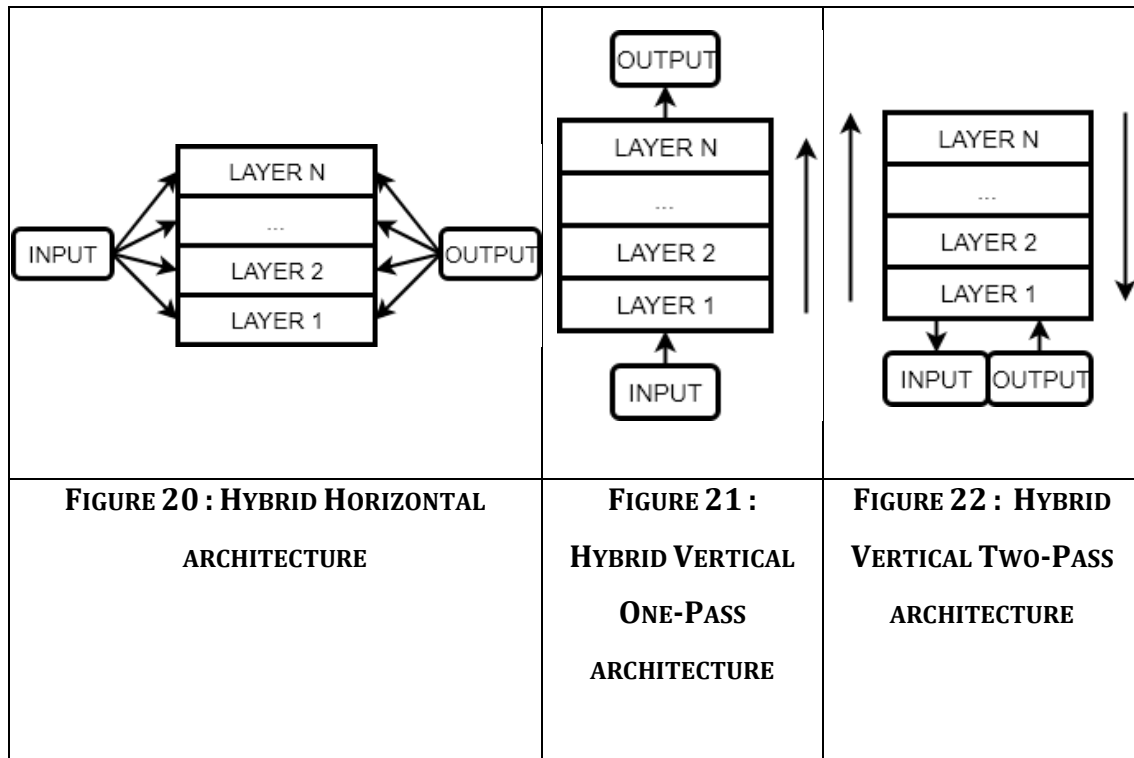 INPUT
LAYER N
...
LAYER 2
LAYER 1
OUTPUT
OUTPUT
LAYER N
...
LAYER 2
LAYER 1
INPUT
LAYER N
...
LAYER 2
LAYER 1
INPUT OUTPUT
FIGURE 20 : HYBRID HORIZONTAL
ARCHITECTURE
FIGURE 21 :
HYBRID VERTICAL
ONE-PASS
ARCHITECTURE
FIGURE 22 : HYBRID
VERTICAL TWO-PASS
ARCHITECTURE